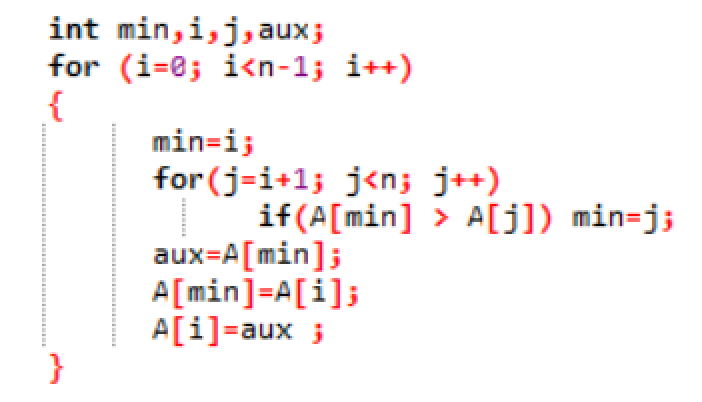 int min,i,j,aux;
for (i=0; i<n-1; i++)
{
min=i;
for(j=i+1; j<n; j++)
if(A[min] > A[j]) min=j;
aux=A[min];
A[min]=A[i];
A[i]=aux ;
}